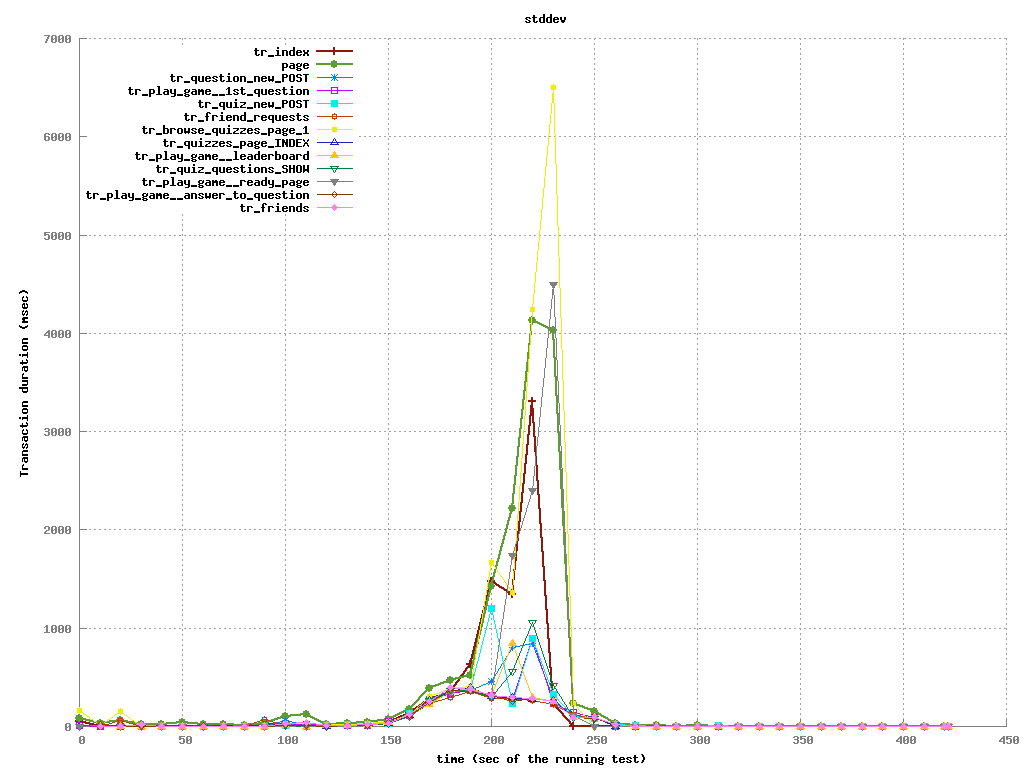 stddev
7000
6000
5000
4000
3000
2000
1000
0
Transaction duration (msec)
tr_index
page
tr_question_new_POST
tr_play_game__1st_question
tr_quiz_new_POST
tr_friend_requests
tr_browse_quizzes_page_1
tr_quizzes_page_INDEX
tr_play_game__leaderboard
tr_quiz_questions_SHOW
tr_play_game__ready_page
tr_play_game__answer_to_question
tr_friends
0 50 100 150 200 250 300 350 400 450
time (sec of the running test)